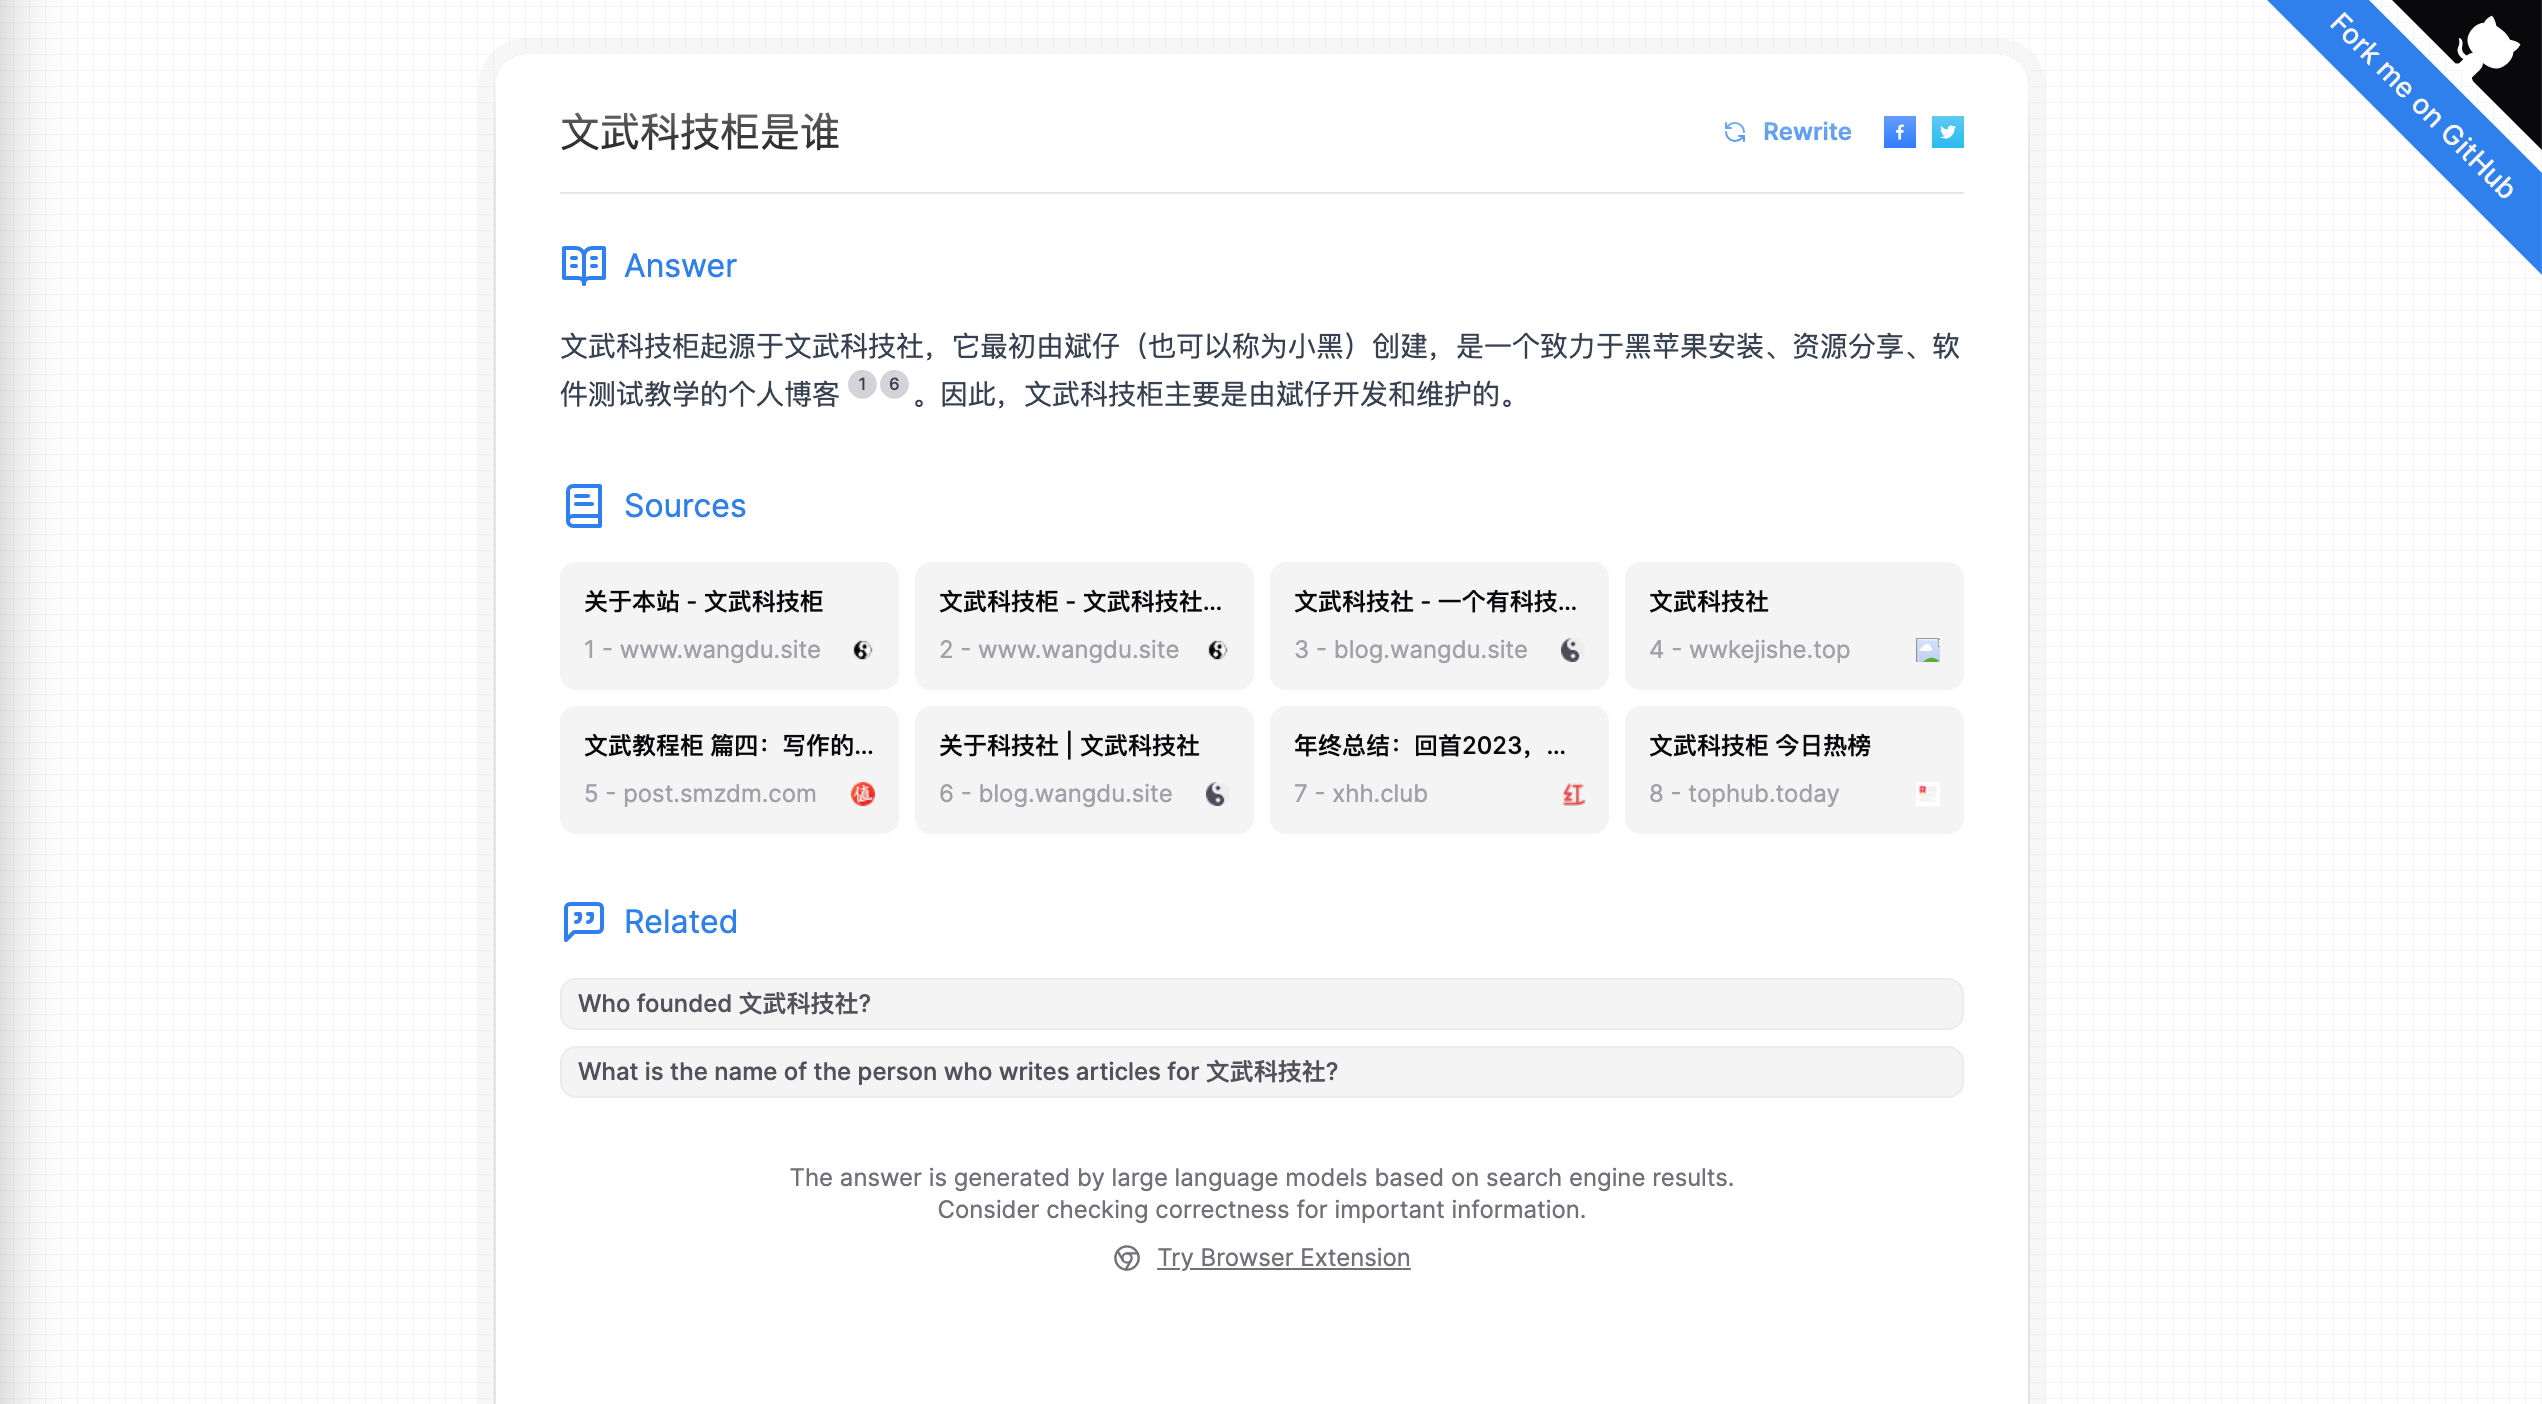 Fork me on GitHub
文武科技柜是谁
Rewrite
Answer
文武科技柜起源于文武科技社，它最初由斌仔（也可以称为小黑）创建，是一个致力于黑苹果安装、资源分享、软
件测试教学的个人博客 1 6 。因此，文武科技柜主要是由斌仔开发和维护的。
Sources
关于本站 - 文武科技柜
1 - www.wangdu.site
文武科技柜 - 文武科技社...
2 - www.wangdu.site
文武科技社 - 一个有科技...
3 - blog.wangdu.site
文武科技社
4 - wwkejishe.top
文武教程柜 篇四：写作的...
5 - post.smzdm.com
值
关于科技社 | 文武科技社
6 - blog.wangdu.site
年终总结：回首2023，...
7 - xhh.club
红
文武科技柜 今日热榜
8 - tophub.today
Related
Who founded 文武科技社?
What is the name of the person who writes articles for 文武科技社?
The answer is generated by large language models based on search engine results.
Consider checking correctness for important information.
Try Browser Extension